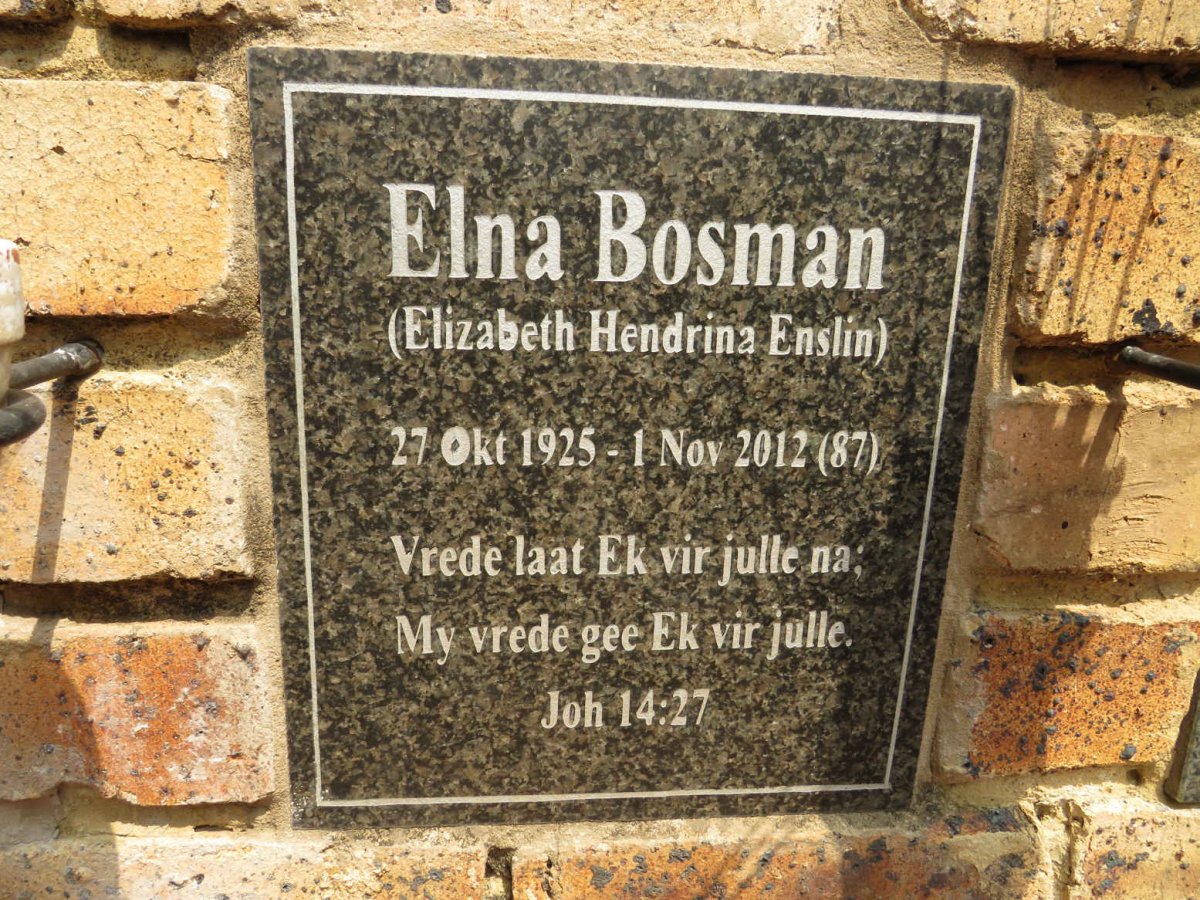 Elna Bosman
(Elizabeth Hendrina Enslin)
27 Okt 1925 - 1 Nov 2012 (87)
Vrede laat Ek vir julle na;
My vrede gee Ek vir julle.
Joh 14:27